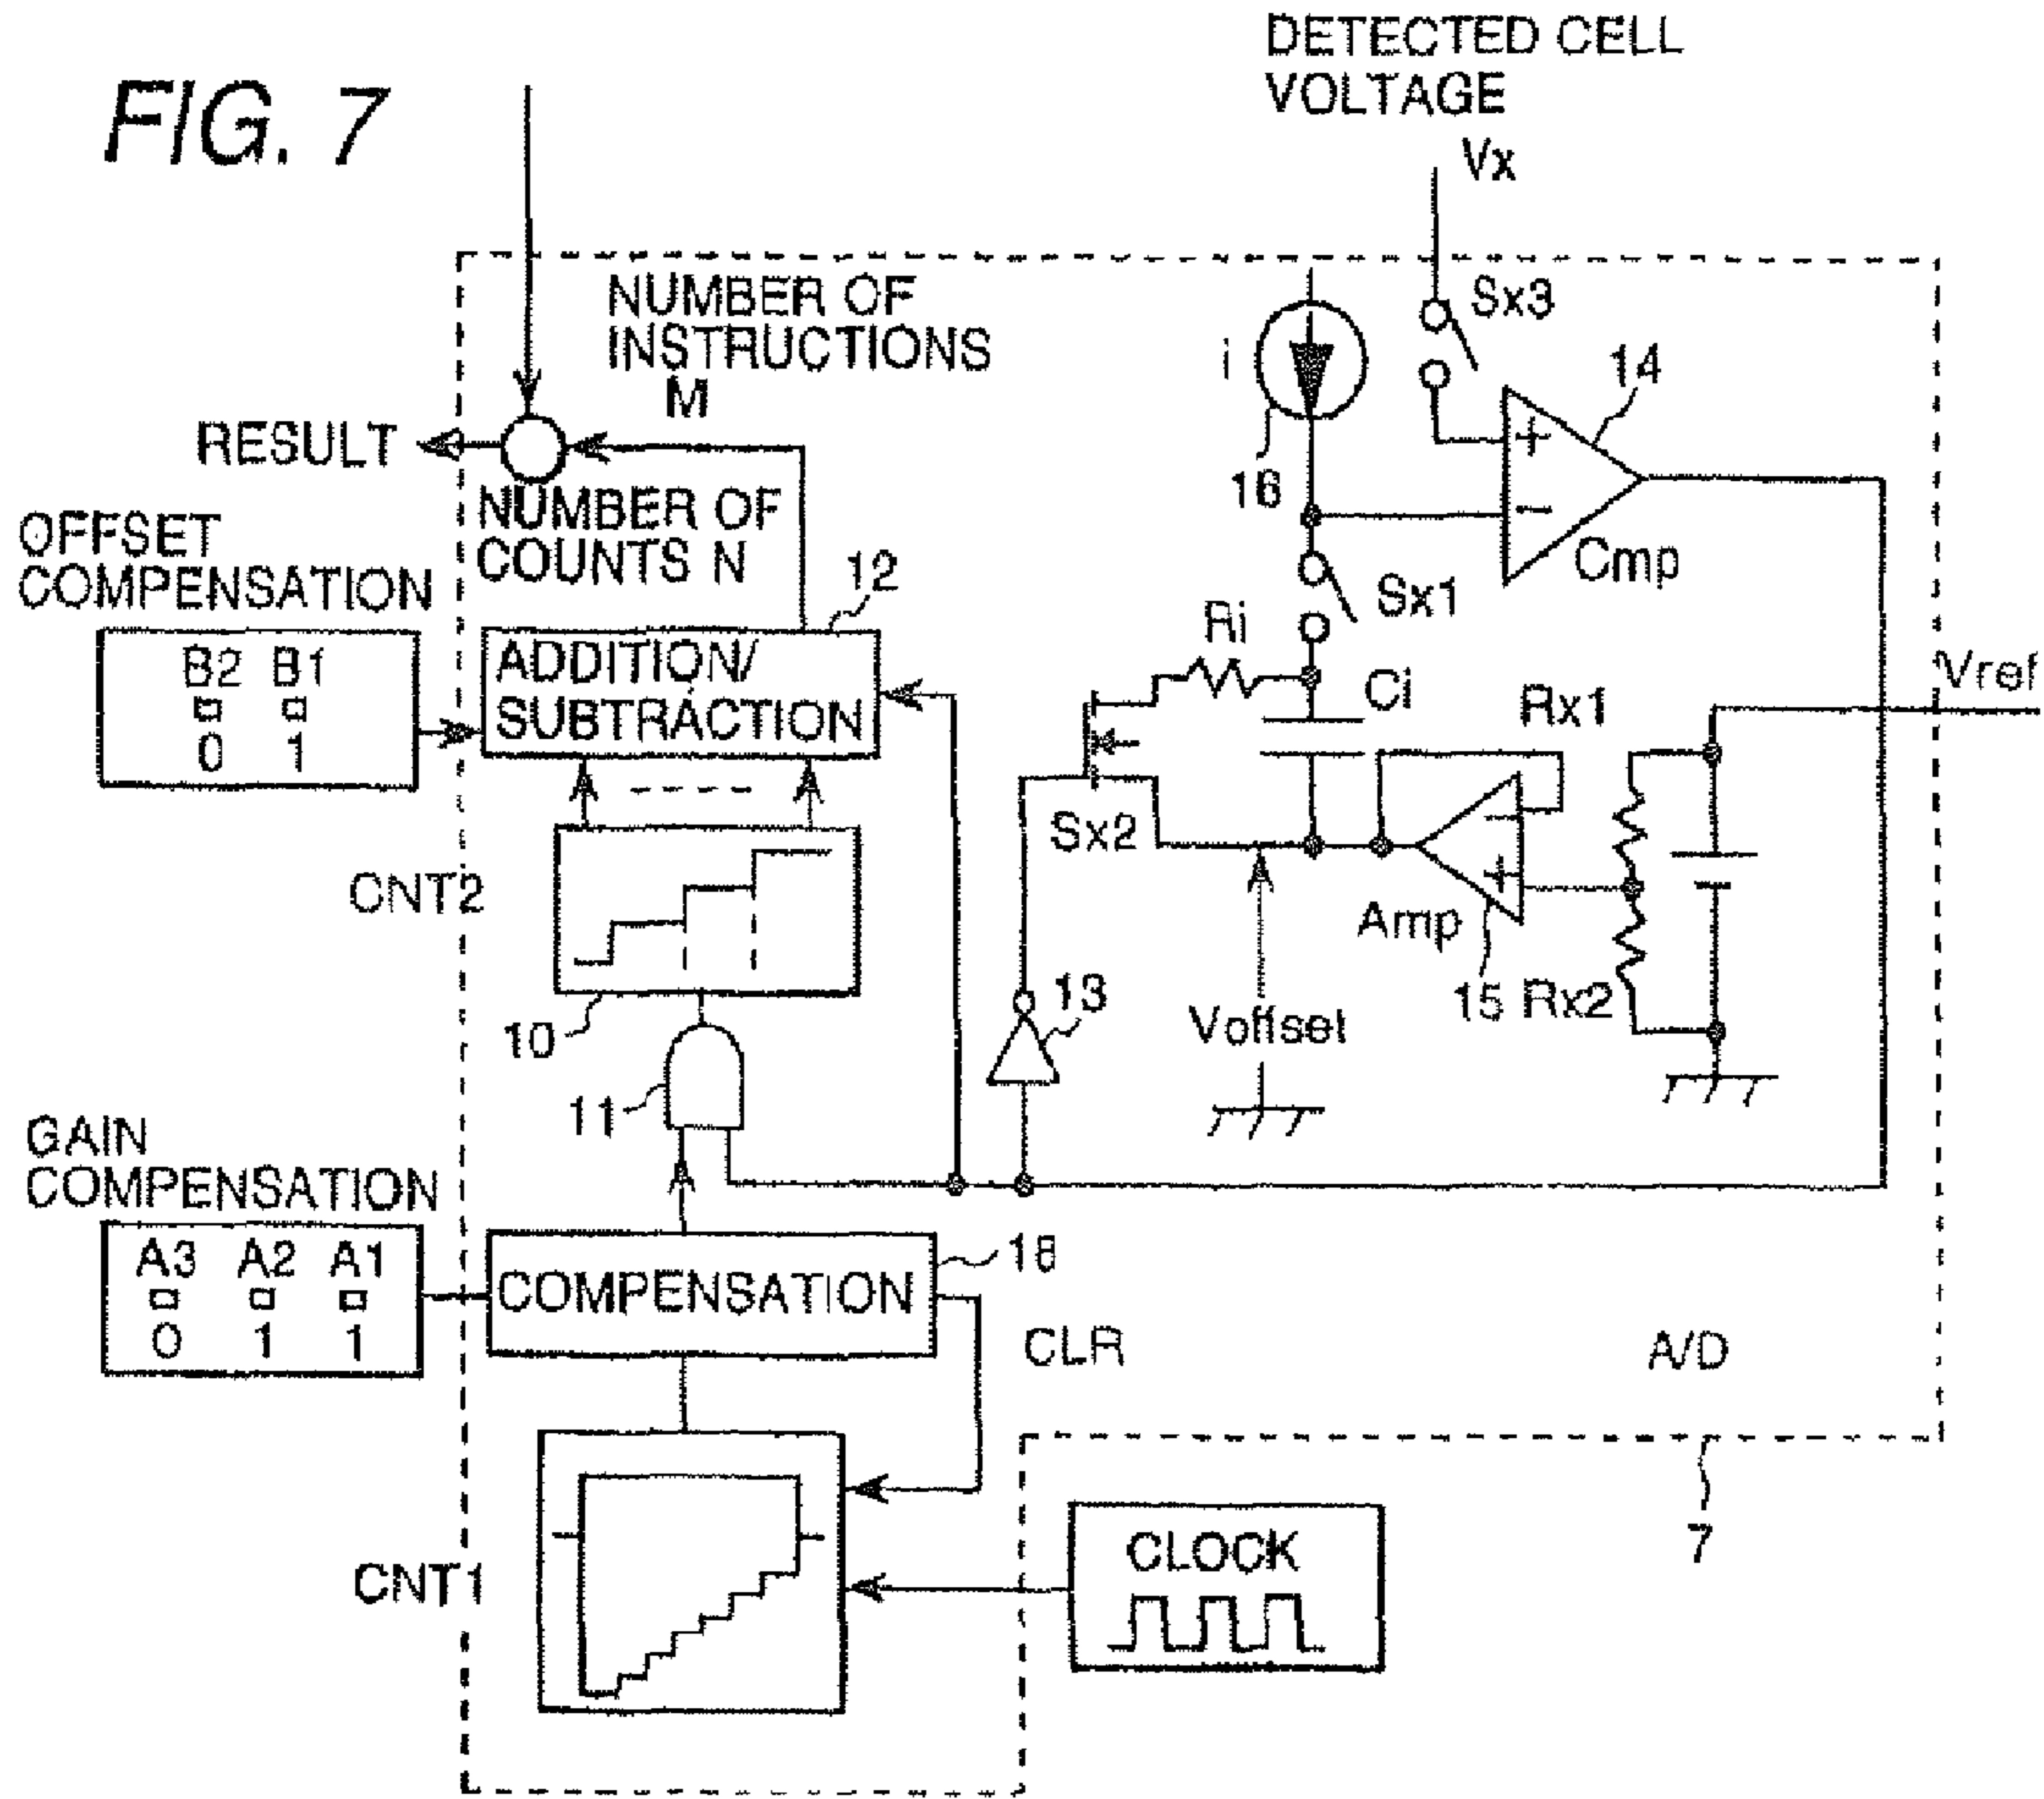 FIG. 7
DETECTED CELL
VOLTAGE
Vx
NUMBER OF
INSTRUCTIONS
M
Sx3
i
14
RESULT
16
NUMBER OF
COUNTS N
+
−
Cmp
OFFSET
COMPENSATION
12
Sx1
Ri
B2 B1
0 1
ADDITION/
SUBTRACTION
Ci
Rx1
Vref
Sx2
−
+
Amp
CNT2
15 Rx2
10
13
Voffset
11
GAIN
COMPENSATION
A3 A2 A1
0 1 1
COMPENSATION
18
CLR
A/D
CNT1
CLOCK
7